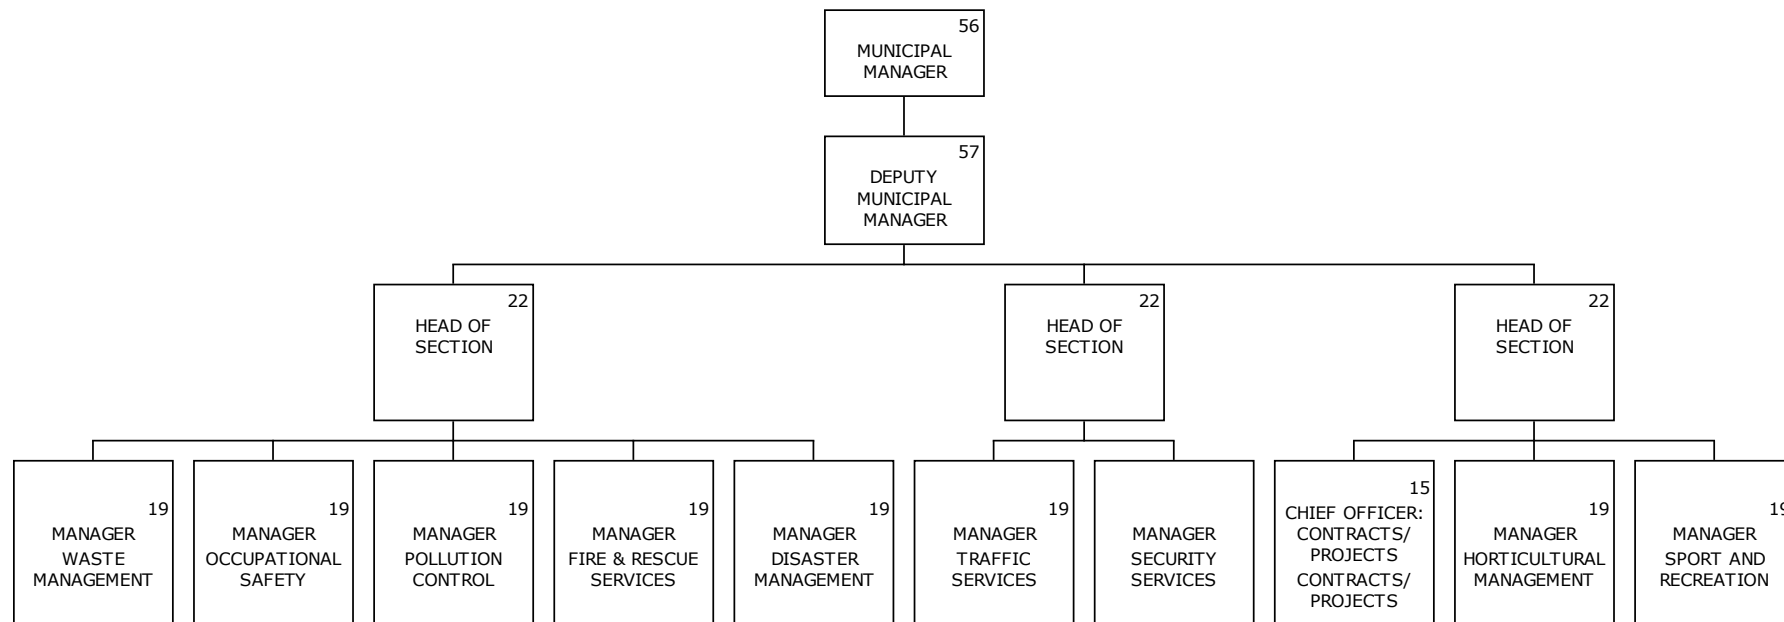 56
MUNICIPAL
MANAGER
57
DEPUTY
MUNICIPAL
MANAGER
22
HEAD OF
SECTION
22
HEAD OF
SECTION
22
HEAD OF
SECTION
19
MANAGER
WASTE
MANAGEMENT
19
MANAGER
OCCUPATIONAL
SAFETY
19
MANAGER
POLLUTION
CONTROL
19
MANAGER
FIRE & RESCUE
SERVICES
19
MANAGER
DISASTER
MANAGEMENT
19
MANAGER
TRAFFIC
SERVICES
MANAGER
SECURITY
SERVICES
15
CHIEF OFFICER:
CONTRACTS/
PROJECTS
CONTRACTS/
PROJECTS
19
MANAGER
HORTICULTURAL
MANAGEMENT
19
MANAGER
SPORT AND
RECREATION